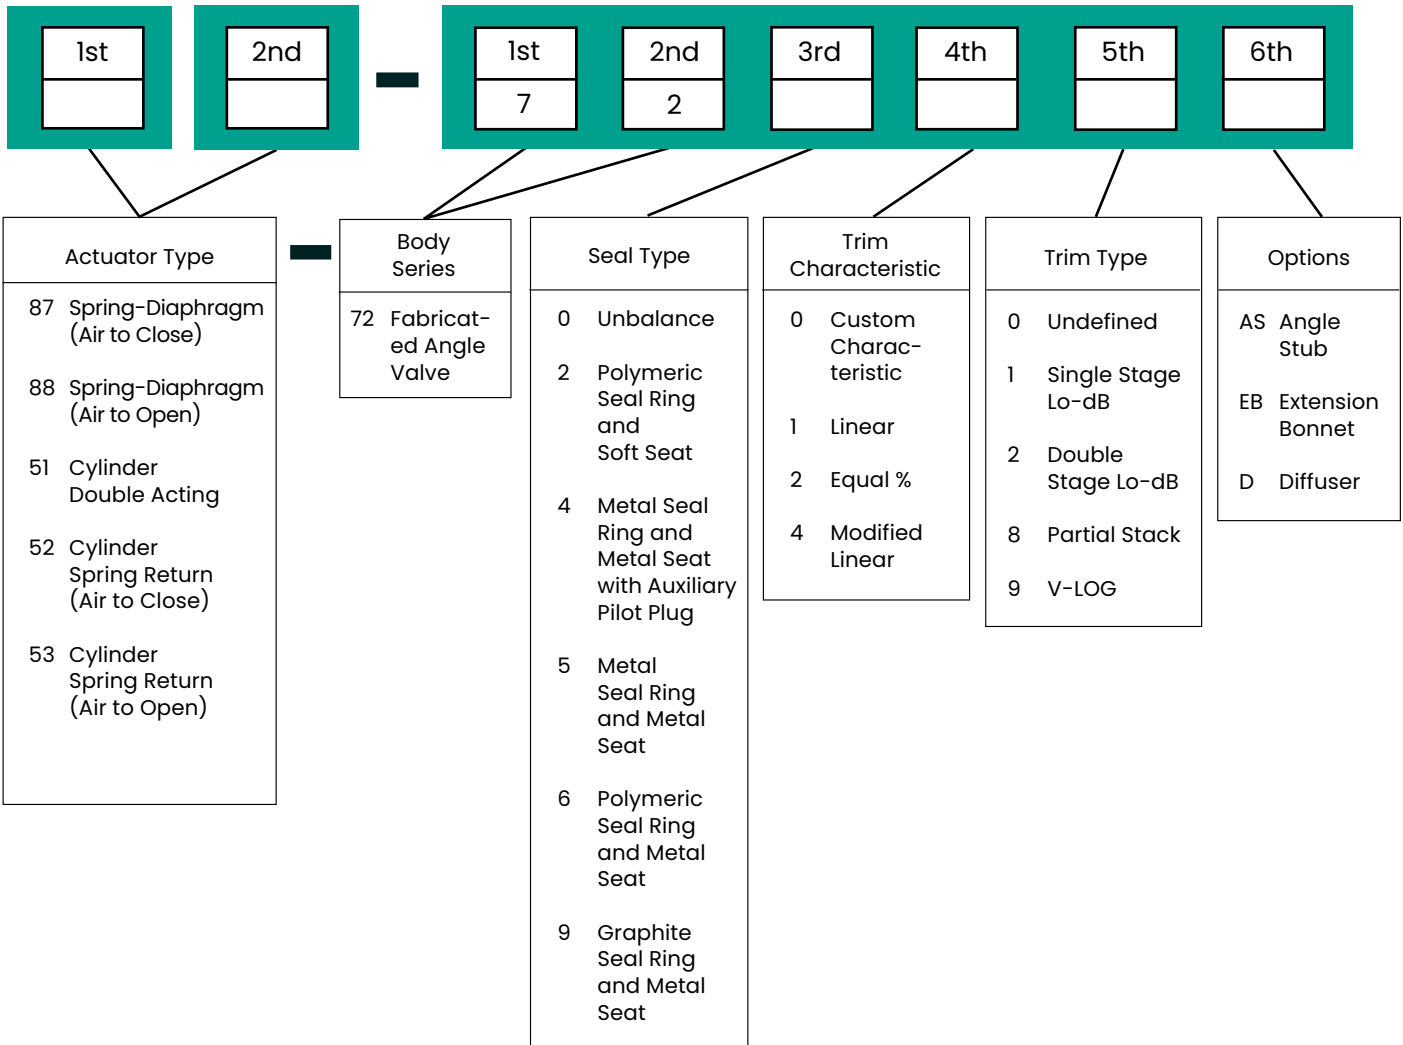 1st
2nd
1st
2nd
3rd
4th
5th
6th
7
2
Actuator Type
87 Spring-Diaphragm
(Air to Close)
88 Spring-Diaphragm
(Air to Open)
51 Cylinder
Double Acting
52 Cylinder
Spring Return
(Air to Close)
53 Cylinder
Spring Return
(Air to Open)
Body
Series
72 Fabricat-
ed Angle
Valve
Seal Type
0 Unbalance
2 Polymeric
Seal Ring
and
Soft Seat
4 Metal Seal
Ring and
Metal Seat
with Auxiliary
Pilot Plug
5 Metal
Seal Ring
and Metal
Seat
6 Polymeric
Seal Ring
and Metal
Seat
9 Graphite
Seal Ring
and Metal
Seat
Trim
Characteristic
0 Custom
Charac-
teristic
1 Linear
2 Equal %
4 Modified
Linear
Trim Type
0 Undefined
1 Single Stage
Lo-dB
2 Double
Stage Lo-dB
8 Partial Stack
9 V-LOG
Options
AS Angle
Stub
EB Extension
Bonnet
D Diffuser